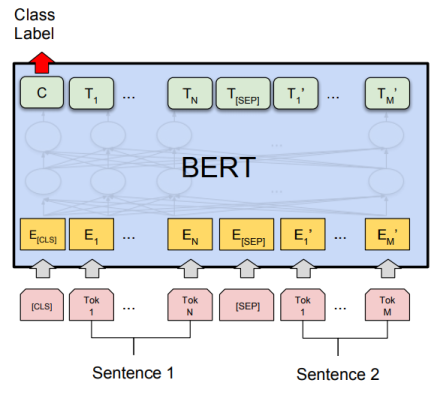 Class
Label
C T1 ... TN T[SEP] T1' ... TM'
...
BERT
...
E[CLS] E1 ... EN E[SEP] E1' ... EM'
[CLS] Tok 1 ... Tok N [SEP] Tok 1 ... Tok M
Sentence 1 Sentence 2